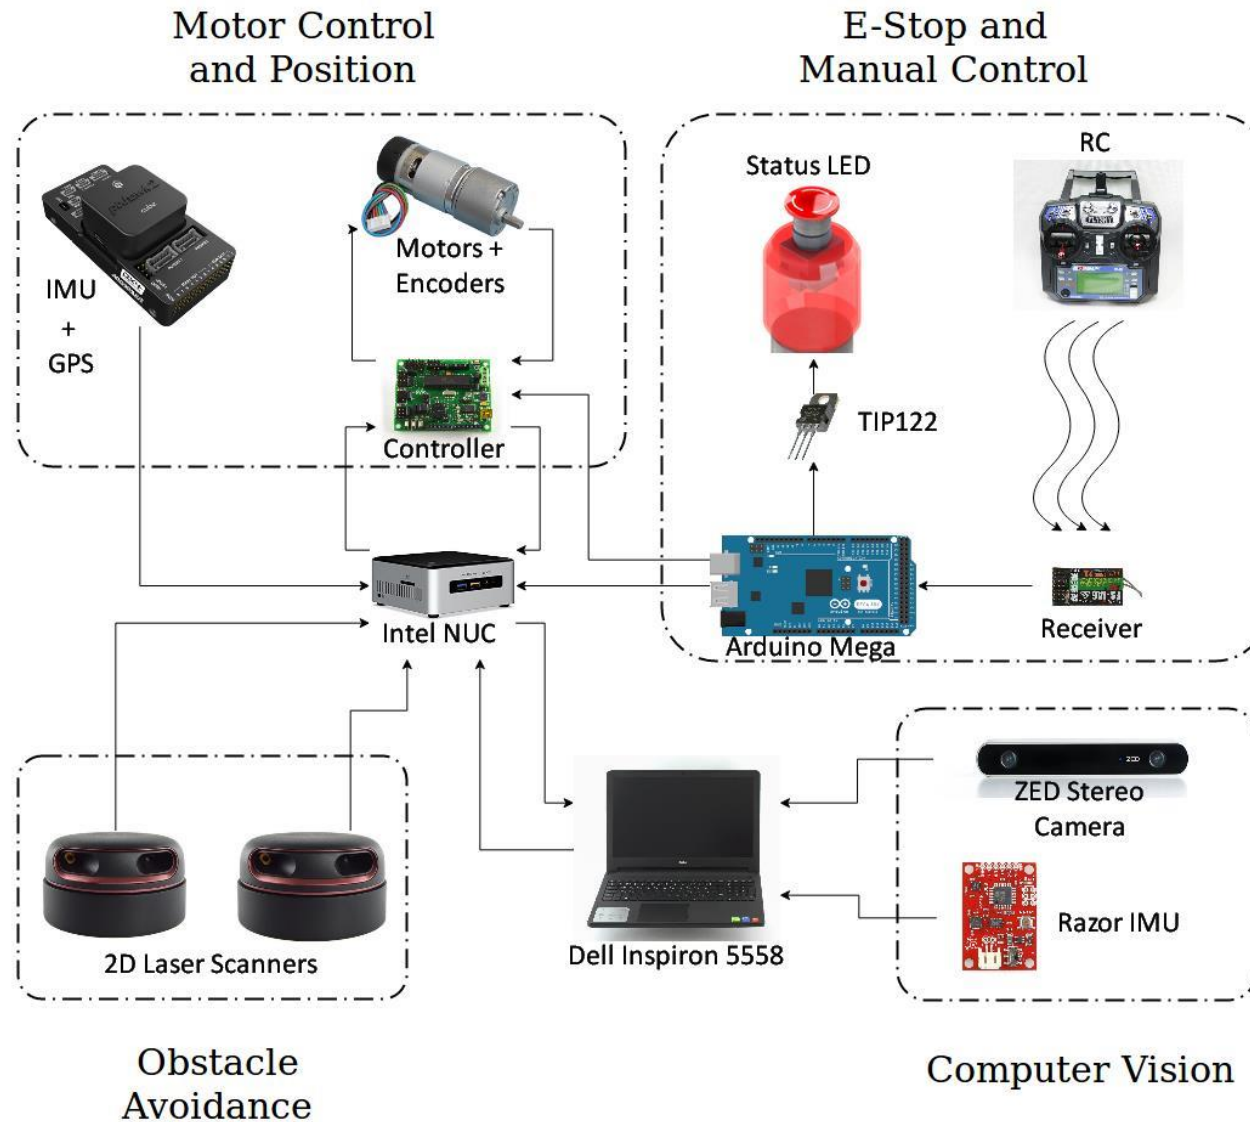 Motor Control
and Position
E-Stop and
Manual Control
IMU
+
GPS
Motors +
Encoders
Controller
Status LED
RC
TIP122
Intel NUC
Arduino Mega
Receiver
2D Laser Scanners
Dell Inspiron 5558
ZED
ZED Stereo
Camera
Razor IMU
Obstacle
Avoidance
Computer Vision